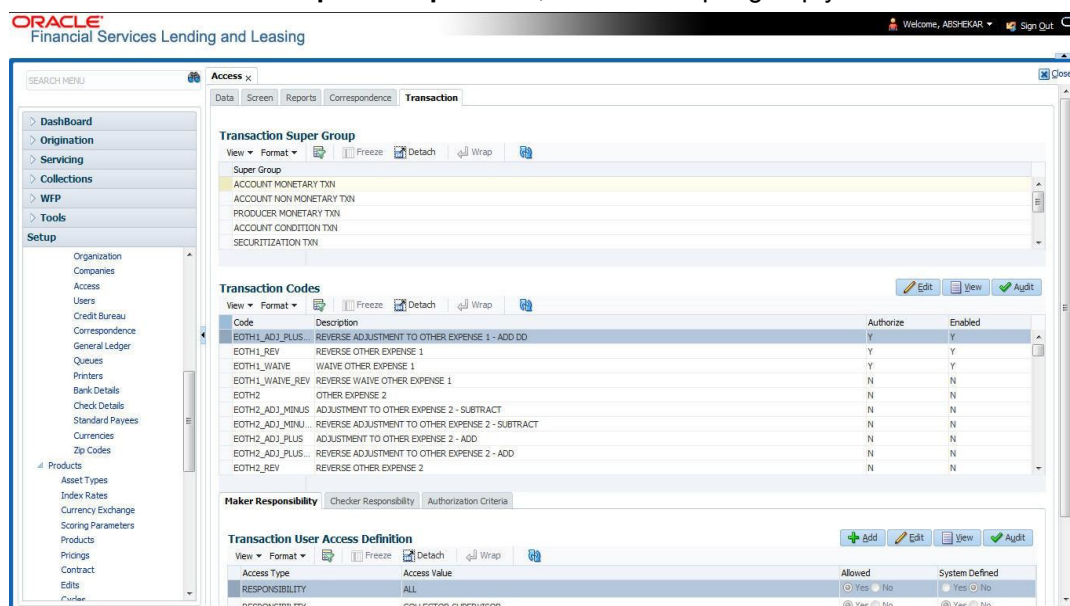 ORACLE
Financial Services Lending and Leasing
Welcome, ABSHEKAR Sign Out
SEARCH MENU
Access x
Close
Data Screen Reports Correspondence Transaction
DashBoard
Origination
Servicing
Collections
WFP
Tools
Setup
Organization
Companies
Access
Users
Credit Bureau
Correspondence
General Ledger
Queues
Printers
Bank Details
Check Details
Standard Payees
Currencies
Zip Codes
Products
Asset Types
Index Rates
Currency Exchange
Scoring Parameters
Products
Pricings
Contract
Edits
Cycles
Transaction Super Group
View Format Freeze Detach Wrap
Super Group
ACCOUNT MONETARY TXN
ACCOUNT NON MONETARY TXN
PRODUCER MONETARY TXN
ACCOUNT CONDITION TXN
SECURITIZATION TXN
Transaction Codes
Edit View Audit
View Format Freeze Detach Wrap
Code Description Authorize Enabled
EOTH1_ADJ_PLUS... REVERSE ADJUSTMENT TO OTHER EXPENSE 1 - ADD DD Y Y
EOTH1_REV REVERSE OTHER EXPENSE 1 Y Y
EOTH1_WAIVE WAIVE OTHER EXPENSE 1 Y Y
EOTH1_WAIVE_REV REVERSE WAIVE OTHER EXPENSE 1 N N
EOTH2 OTHER EXPENSE 2 N N
EOTH2_ADJ_MINUS ADJUSTMENT TO OTHER EXPENSE 2 - SUBTRACT N N
EOTH2_ADJ_MINU... REVERSE ADJUSTMENT TO OTHER EXPENSE 2 - SUBTRACT N N
EOTH2_ADJ_PLUS ADJUSTMENT TO OTHER EXPENSE 2 - ADD N N
EOTH2_ADJ_PLUS... REVERSE ADJUSTMENT TO OTHER EXPENSE 2 - ADD N N
EOTH2_REV REVERSE OTHER EXPENSE 2 N N
Maker Responsibility Checker Responsibility Authorization Criteria
Transaction User Access Definition
Add Edit View Audit
View Format Freeze Detach Wrap
Access Type Access Value Allowed System Defined
RESPONSIBILITY ALL Yes No Yes No
RESPONSIBILITY COLLECTOR SUPERVISOR Yes No Yes No